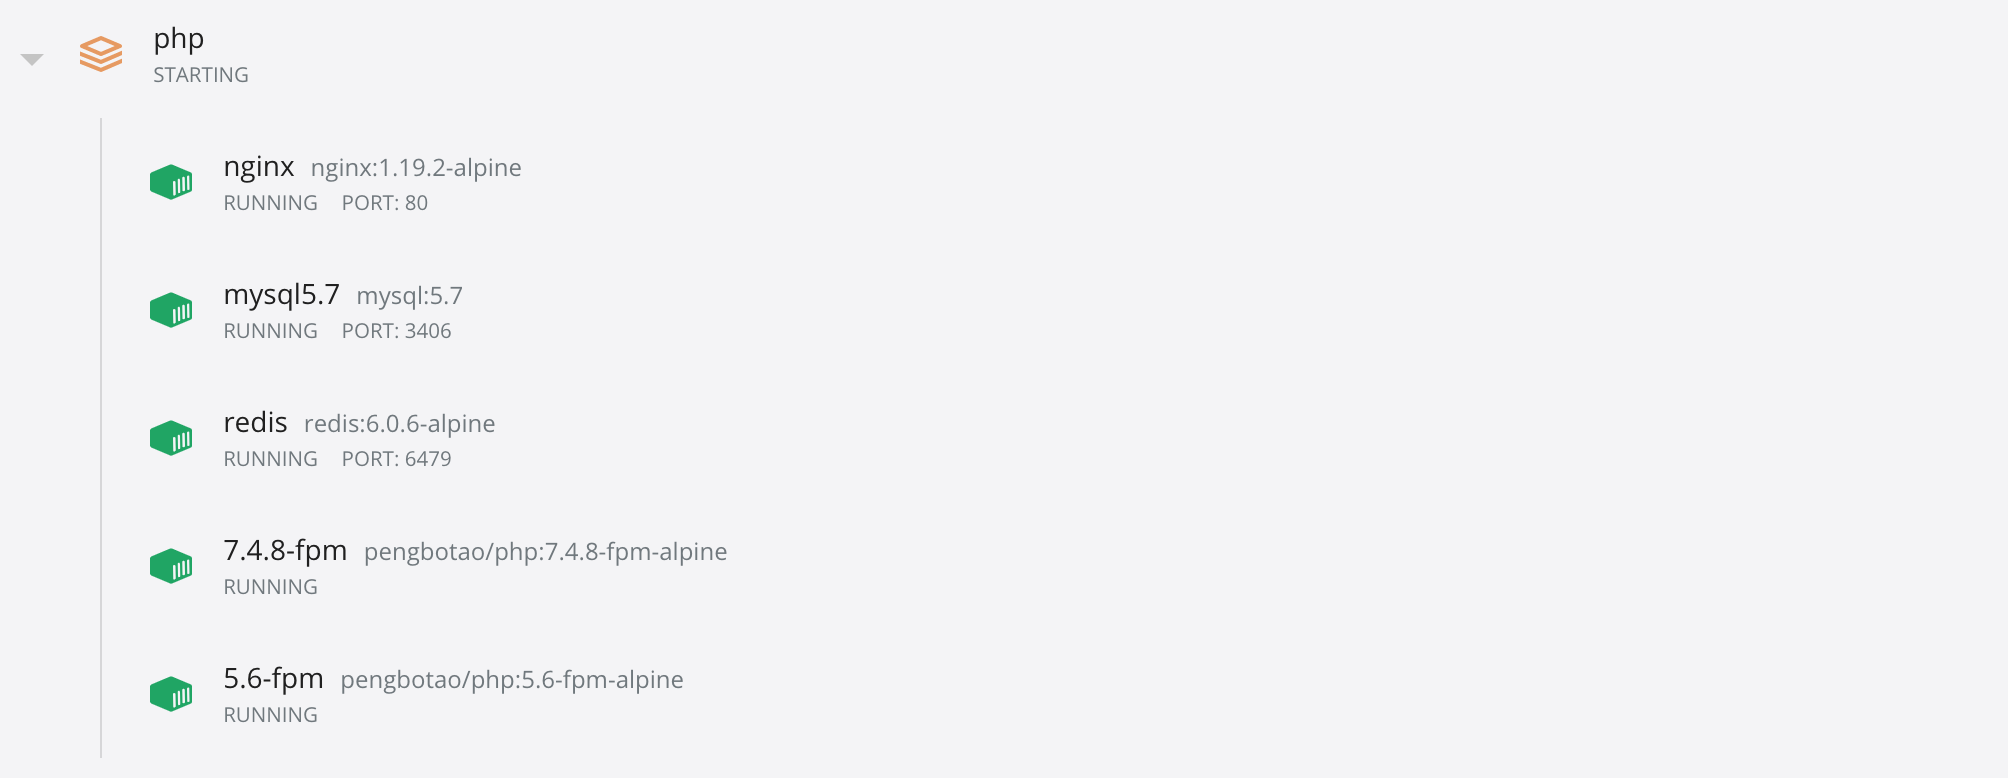 php
STARTING
nginx nginx:1.19.2-alpine
RUNNING PORT: 80
mysql5.7 mysql:5.7
RUNNING PORT: 3406
redis redis:6.0.6-alpine
RUNNING PORT: 6479
7.4.8-fpm pengbotao/php:7.4.8-fpm-alpine
RUNNING
5.6-fpm pengbotao/php:5.6-fpm-alpine
RUNNING